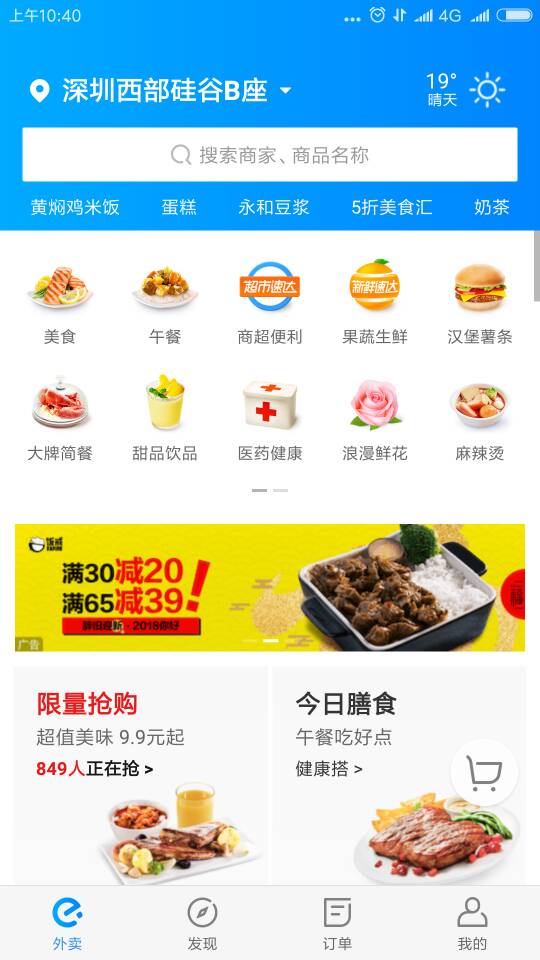 上午10:40
4G
深圳西部硅谷B座
19°
晴天
搜索商家、商品名称
黄焖鸡米饭 蛋糕 永和豆浆 5折美食汇 奶茶
超市速达 新鲜速达
美食 午餐 商超便利 果蔬生鲜 汉堡薯条
大牌简餐 甜品饮品 医药健康 浪漫鲜花 麻辣烫
满30减20!
满65减39!
辞旧迎新·2018你好
广告
限量抢购
超值美味 9.9元起
849人正在抢 >
今日膳食
午餐吃好点
健康搭 >
外卖 发现 订单 我的